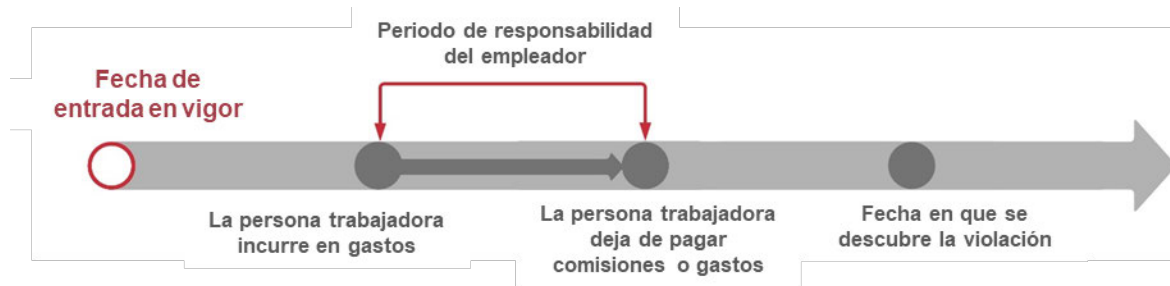 Periodo de responsabilidad
del empleador
Fecha de
entrada en vigor
La persona trabajadora
incurre en gastos
La persona trabajadora
deja de pagar
comisiones o gastos
Fecha en que se
descubre la violación